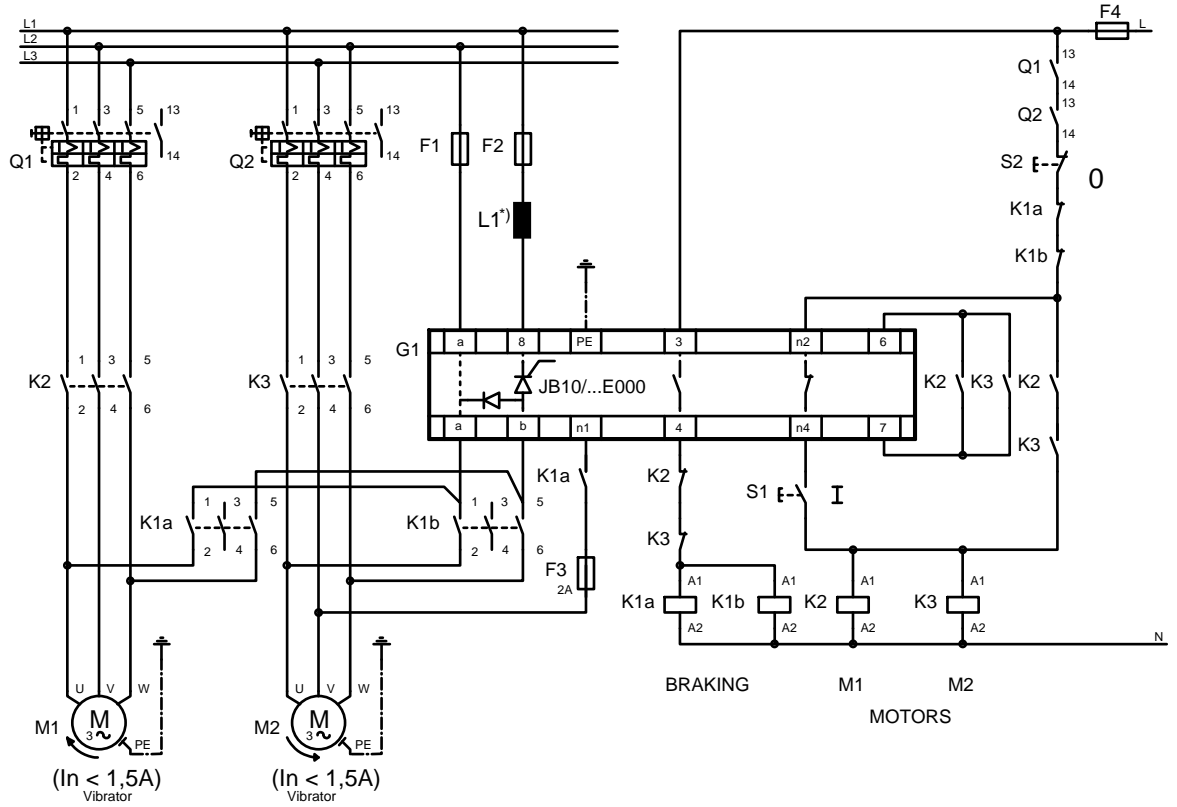 F4
L1
L
L2
L3
Q1
13
14
Q2
13
14
S2
0
K1a
K1b
1 3 5 13
Q1
14
2 4 6
1 3 5 13
Q2
14
2 4 6
F1
F2
L1*)
G1
a 8 PE 3 n2 6
JB10/...E000
a b n1 4 n4 7
K2
1 3 5
2 4 6
K3
1 3 5
2 4 6
K2
K3
K2
K3
K1a
1 3 5
2 4 6
K1b
1 3 5
2 4 6
K1a
F3
2A
K2
K3
S1
I
K1a
A1
A2
K1b
A1
A2
K2
A1
A2
K3
A1
A2
N
BRAKING
M1
M2
MOTORS
U V W
M1
M
3
PE
(In < 1,5A)
Vibrator
U V W
M2
M
3
PE
(In < 1,5A)
Vibrator